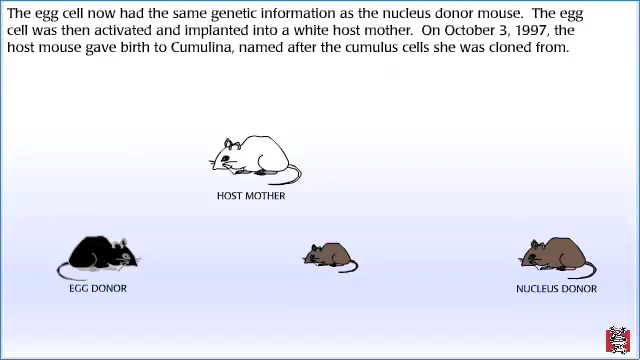 The egg cell now had the same genetic information as the nucleus donor mouse.  The egg
cell was then activated and implanted into a white host mother.  On October 3, 1997, the
host mouse gave birth to Cumulina, named after the cumulus cells she was cloned from.
HOST MOTHER
EGG DONOR
NUCLEUS DONOR